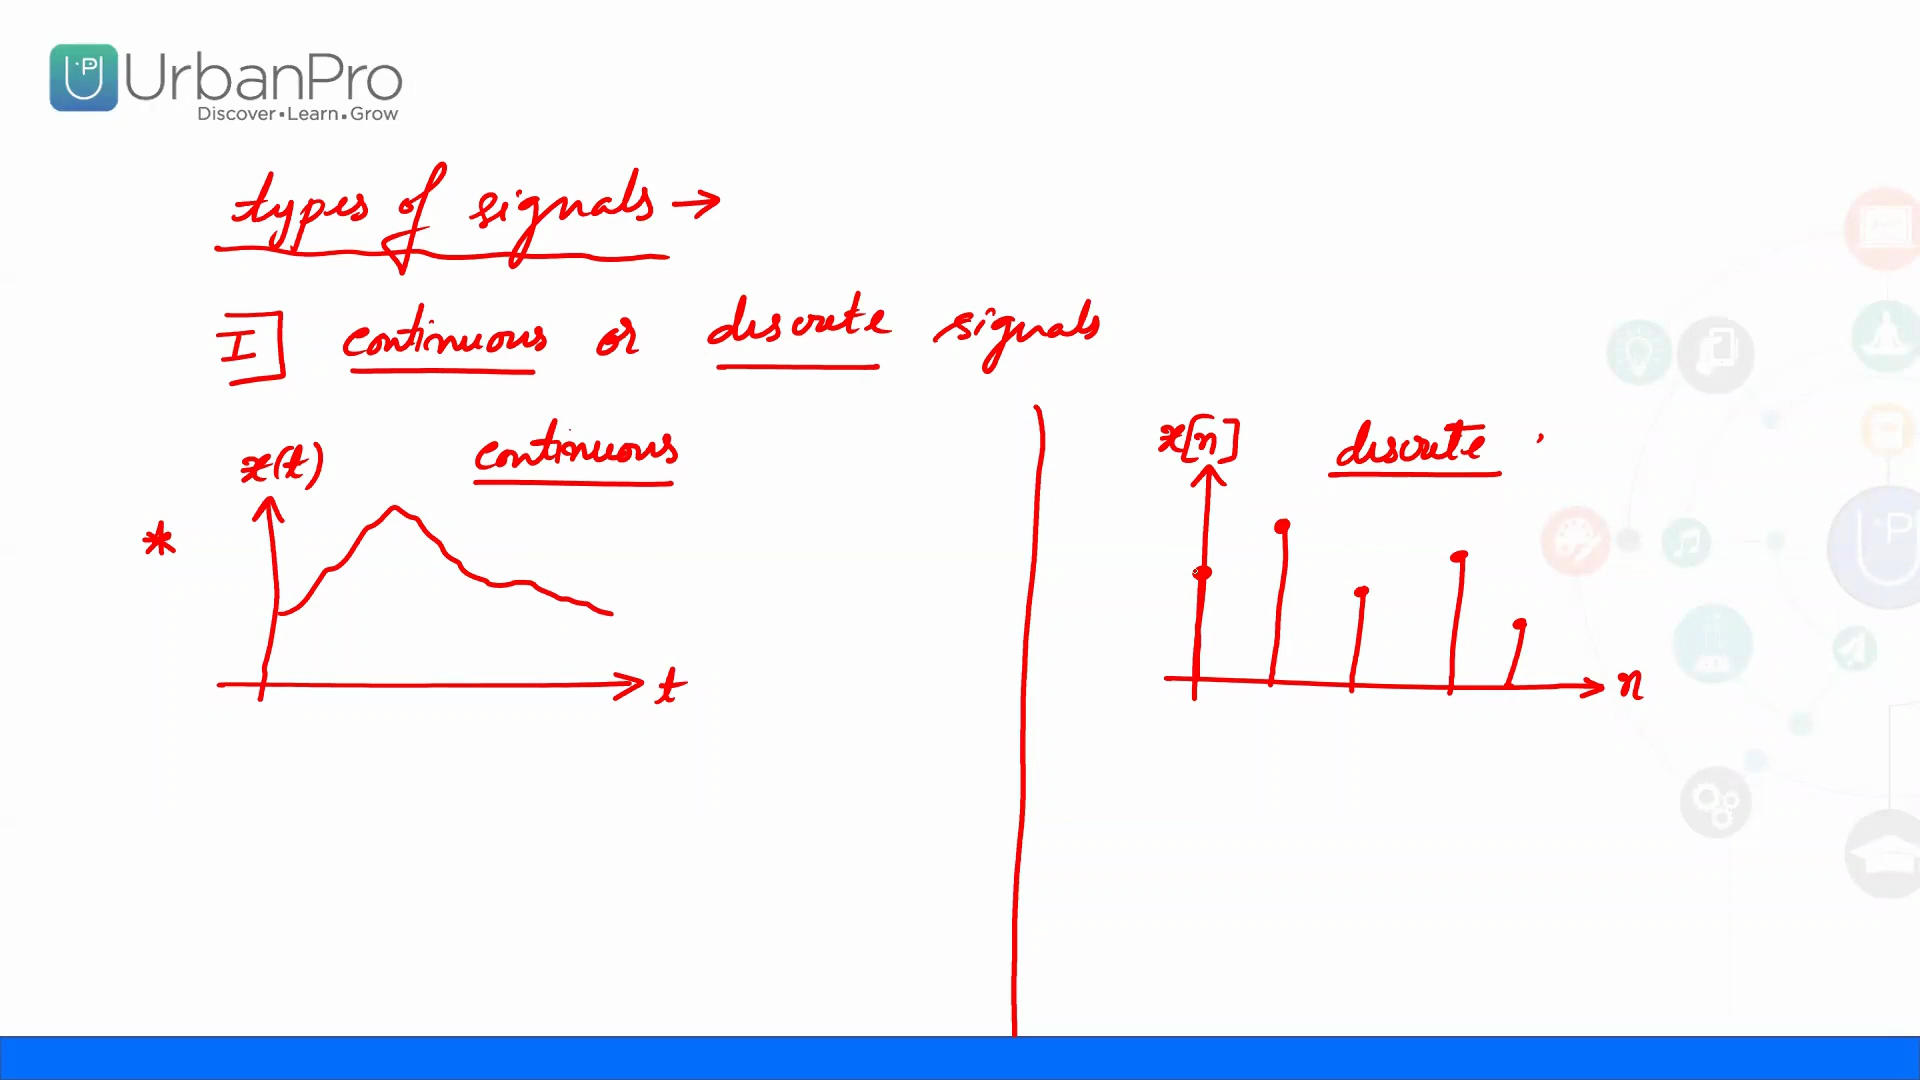 UrbanPro
Discover▪Learn▪Grow
types of signals →
I] continuous or discrete signals
x(t) continuous
*
t
x[n] discrete
n